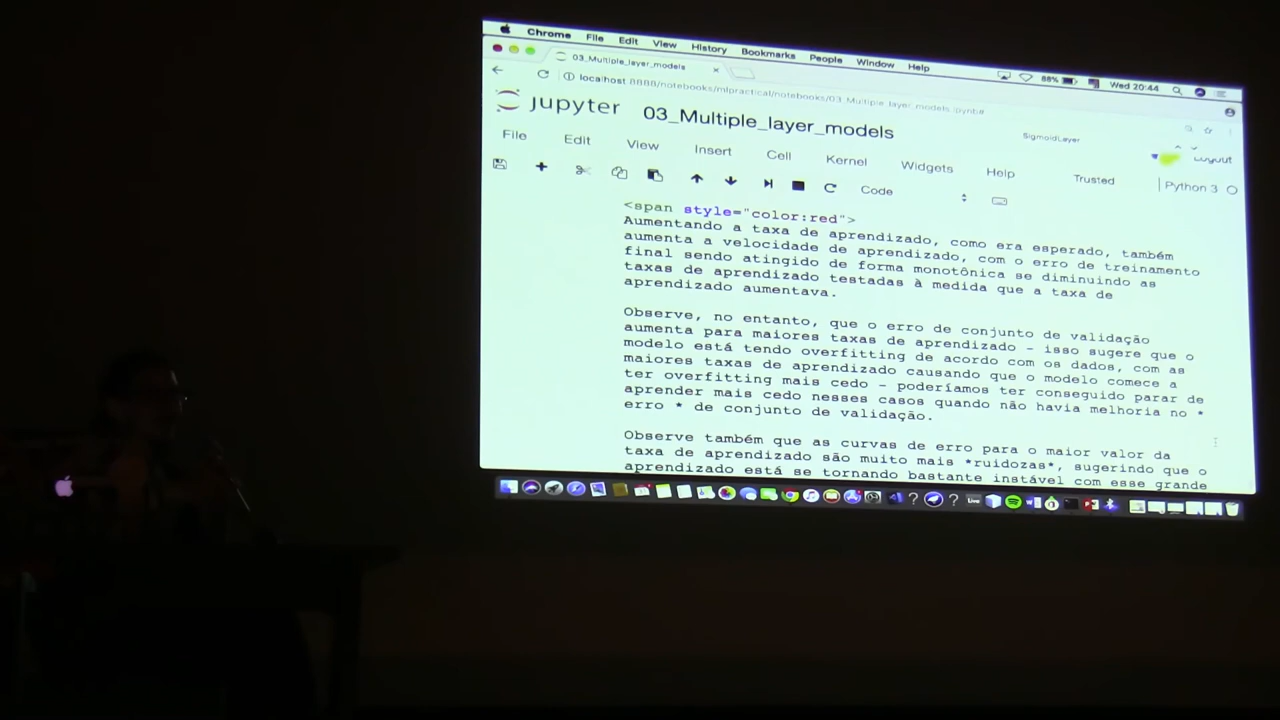 Chrome File Edit View History Bookmarks People Window Help 88% Wed 20:44
03_Multiple_layer_models
localhost:8888/notebooks/mlpractical/notebooks/03_Multiple_layer_models.ipynb#
jupyter 03_Multiple_layer_models
SigmoidLayer
File Edit View Insert Cell Kernel Widgets Help
Trusted Python 3
Code
<span style="color:red">
Aumentando a taxa de aprendizado, como era esperado, também
aumenta a velocidade de aprendizado, com o erro de treinamento
final sendo atingido de forma monotônica se diminuindo as
taxas de aprendizado testadas à medida que a taxa de
aprendizado aumentava.
Observe, no entanto, que o erro de conjunto de validação
aumenta para maiores taxas de aprendizado - isso sugere que o
modelo está tendo overfitting de acordo com os dados, com as
maiores taxas de aprendizado causando que o modelo comece a
ter overfitting mais cedo - poderíamos ter conseguido parar de
aprender mais cedo nesses casos quando não havia melhoria no *
erro * de conjunto de validação.
Observe também que as curvas de erro para o maior valor da
taxa de aprendizado são muito mais *ruidozas*, sugerindo que o
aprendizado está se tornando bastante instável com esse grande